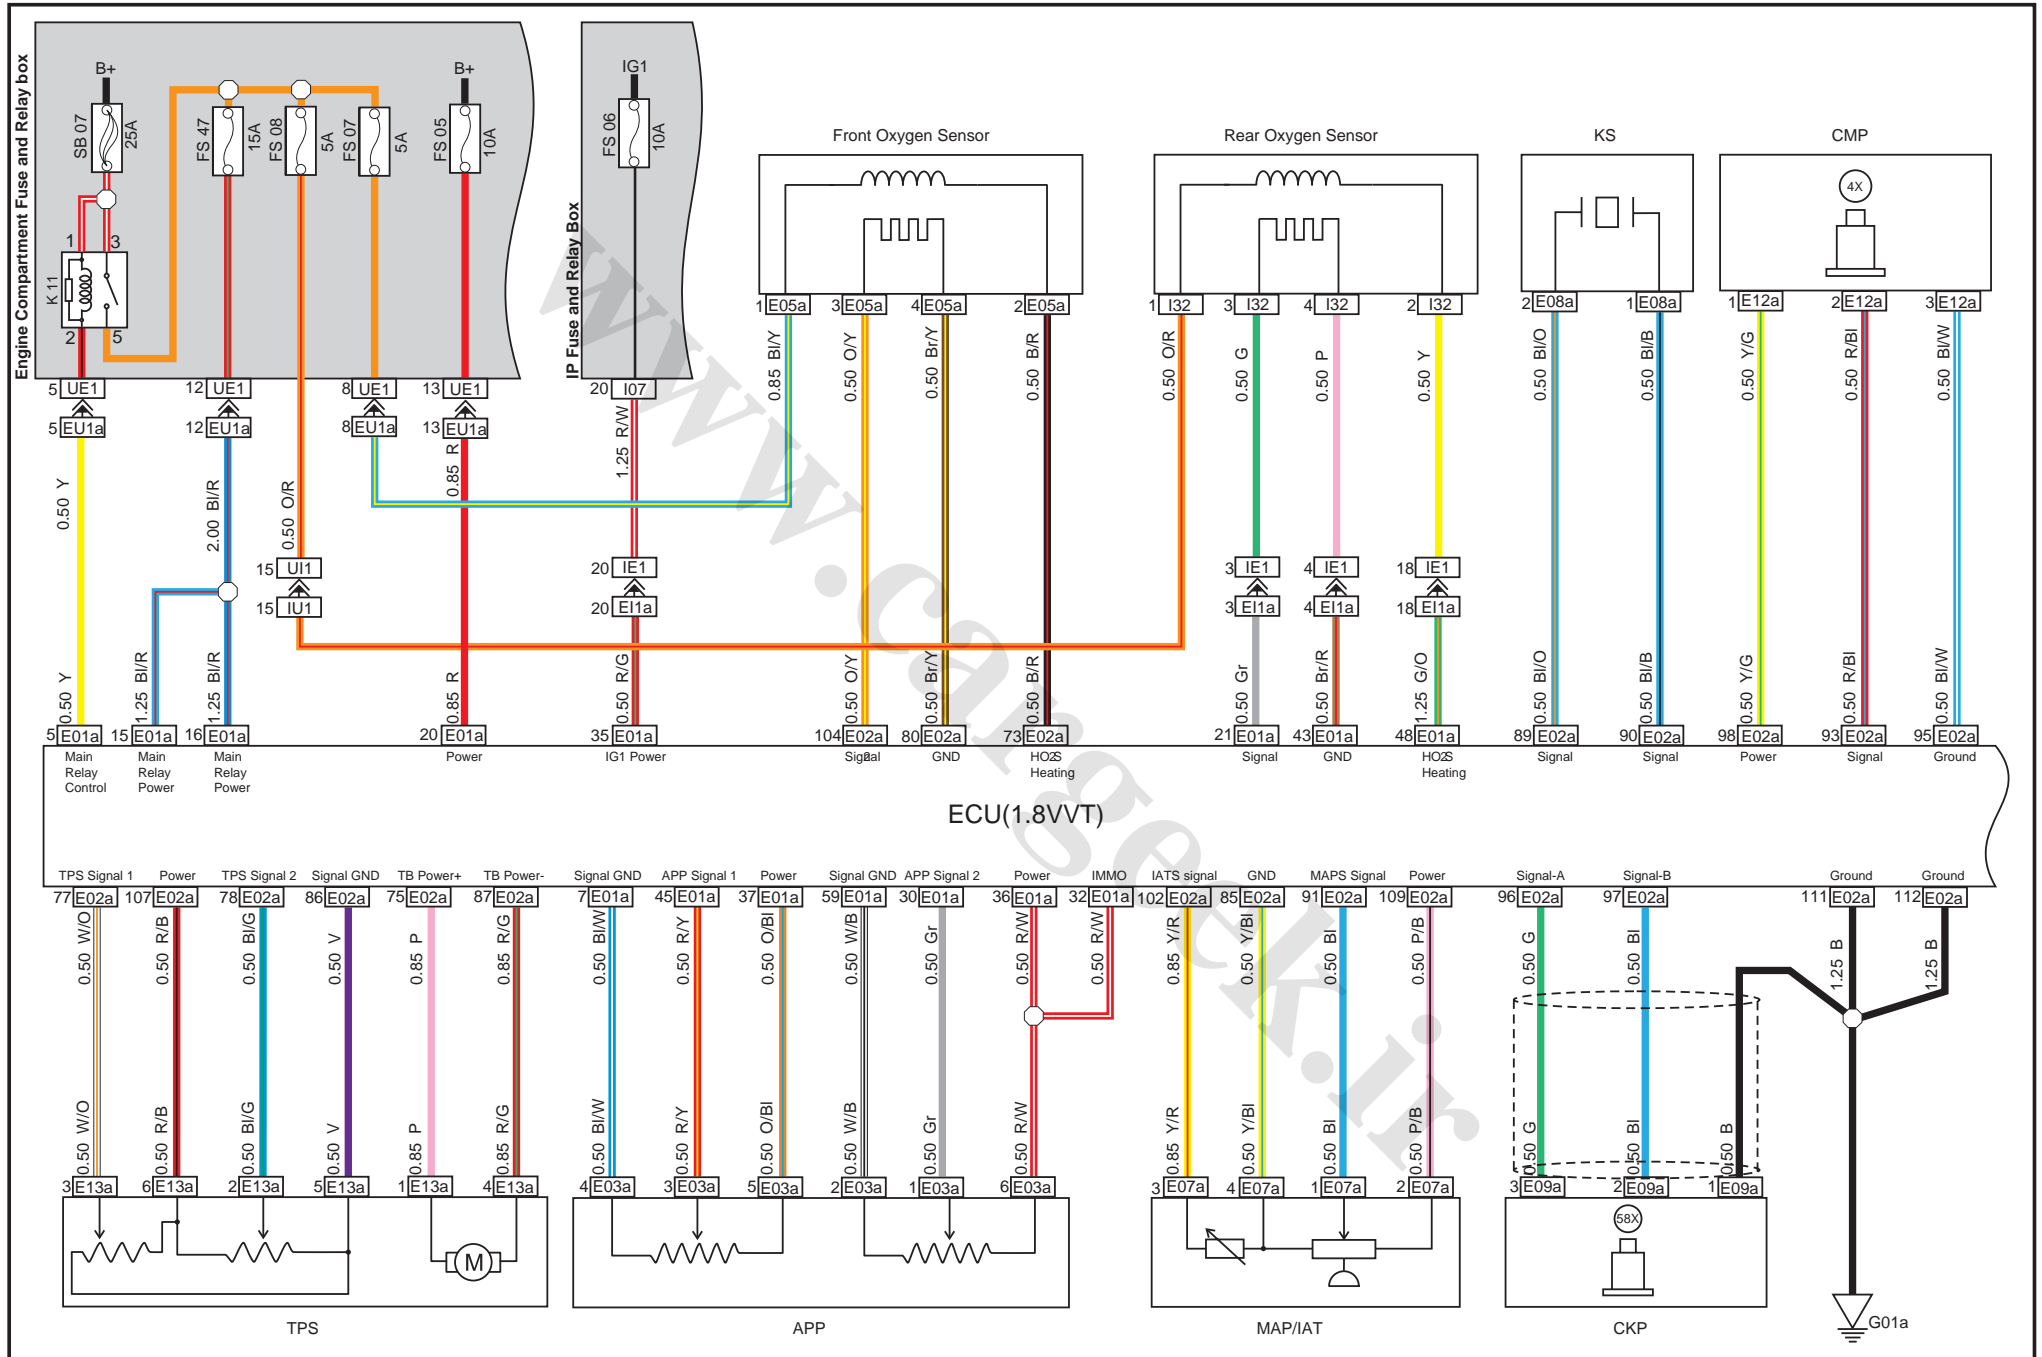 Engine Compartment Fuse and Relay box
B+
SB 07
25A
FS 47
15A
FS 08
5A
FS 07
5A
B+
FS 05
10A
1
3
K 11
2
5
IP Fuse and Relay Box
IG1
FS 06
10A
Front Oxygen Sensor
Rear Oxygen Sensor
KS
CMP
4X
5 UE1
12 UE1
8 UE1
13 UE1
20 I07
5 EU1a
12 EU1a
8 EU1a
13 EU1a
1 E05a
3 E05a
4 E05a
2 E05a
1 I32
3 I32
4 I32
2 I32
2 E08a
1 E08a
1 E12a
2 E12a
3 E12a
0.85 Bl/Y
0.50 O/Y
0.50 Br/Y
0.50 B/R
0.50 O/R
0.50 G
0.50 P
0.50 Y
0.50 Bl/O
0.50 Bl/B
0.50 Y/G
0.50 R/Bl
0.50 Bl/W
0.50 Y
2.00 Bl/R
0.50 O/R
0.85 R
1.25 R/W
15 UI1
15 IU1
20 IE1
20 EI1a
3 IE1
4 IE1
18 IE1
3 EI1a
4 EI1a
18 EI1a
0.50 Y
1.25 Bl/R
1.25 Bl/R
0.85 R
0.50 R/G
0.50 O/Y
0.50 Br/Y
0.50 B/R
0.50 Gr
0.50 Br/R
1.25 G/O
0.50 Bl/O
0.50 Bl/B
0.50 Y/G
0.50 R/Bl
0.50 Bl/W
5 E01a
15 E01a
16 E01a
20 E01a
35 E01a
104 E02a
80 E02a
73 E02a
21 E01a
43 E01a
48 E01a
89 E02a
90 E02a
98 E02a
93 E02a
95 E02a
Main Relay Control
Main Relay Power
Main Relay Power
Power
IG1 Power
Signal
GND
HO2S Heating
Signal
GND
HO2S Heating
Signal
Signal
Power
Signal
Ground
ECU(1.8VVT)
TPS Signal 1
Power
TPS Signal 2
Signal GND
TB Power+
TB Power-
Signal GND
APP Signal 1
Power
Signal GND
APP Signal 2
Power
IMMO
IATS signal
GND
MAPS Signal
Power
Signal-A
Signal-B
Ground
Ground
77 E02a
107 E02a
78 E02a
86 E02a
75 E02a
87 E02a
7 E01a
45 E01a
37 E01a
59 E01a
30 E01a
36 E01a
32 E01a
102 E02a
85 E02a
91 E02a
109 E02a
96 E02a
97 E02a
111 E02a
112 E02a
0.50 W/O
0.50 R/B
0.50 Bl/G
0.50 V
0.85 P
0.85 R/G
0.50 Bl/W
0.50 R/Y
0.50 O/Bl
0.50 W/B
0.50 Gr
0.50 R/W
0.50 R/W
0.85 Y/R
0.50 Y/Bl
0.50 Bl
0.50 P/B
0.50 G
0.50 Bl
1.25 B
1.25 B
0.50 W/O
0.50 R/B
0.50 Bl/G
0.50 V
0.85 P
0.85 R/G
0.50 Bl/W
0.50 R/Y
0.50 O/Bl
0.50 W/B
0.50 Gr
0.50 R/W
0.85 Y/R
0.50 Y/Bl
0.50 Bl
0.50 P/B
0.50 G
0.50 Bl
0.50 B
3 E13a
6 E13a
2 E13a
5 E13a
1 E13a
4 E13a
4 E03a
3 E03a
5 E03a
2 E03a
1 E03a
6 E03a
3 E07a
4 E07a
1 E07a
2 E07a
3 E09a
2 E09a
1 E09a
M
58X
TPS
APP
MAP/IAT
CKP
G01a
www.cargeek.ir